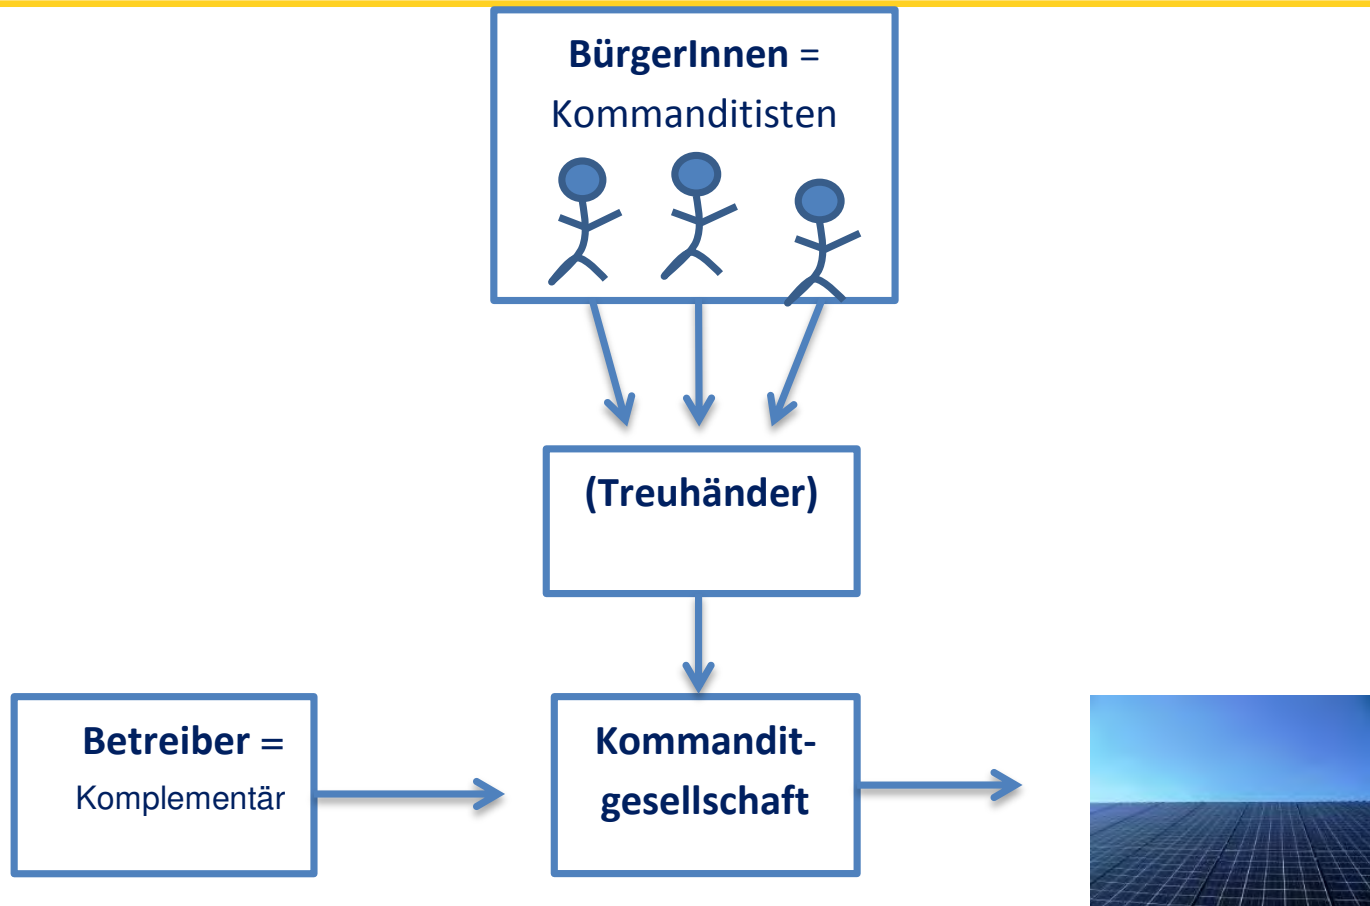 BürgerInnen =
Kommanditisten
(Treuhänder)
Betreiber =
Komplementär
Kommandit-
gesellschaft